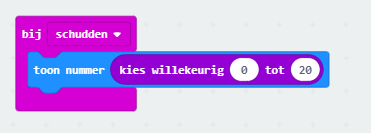 bij schudden
toon nummer kies willekeurig 0 tot 20